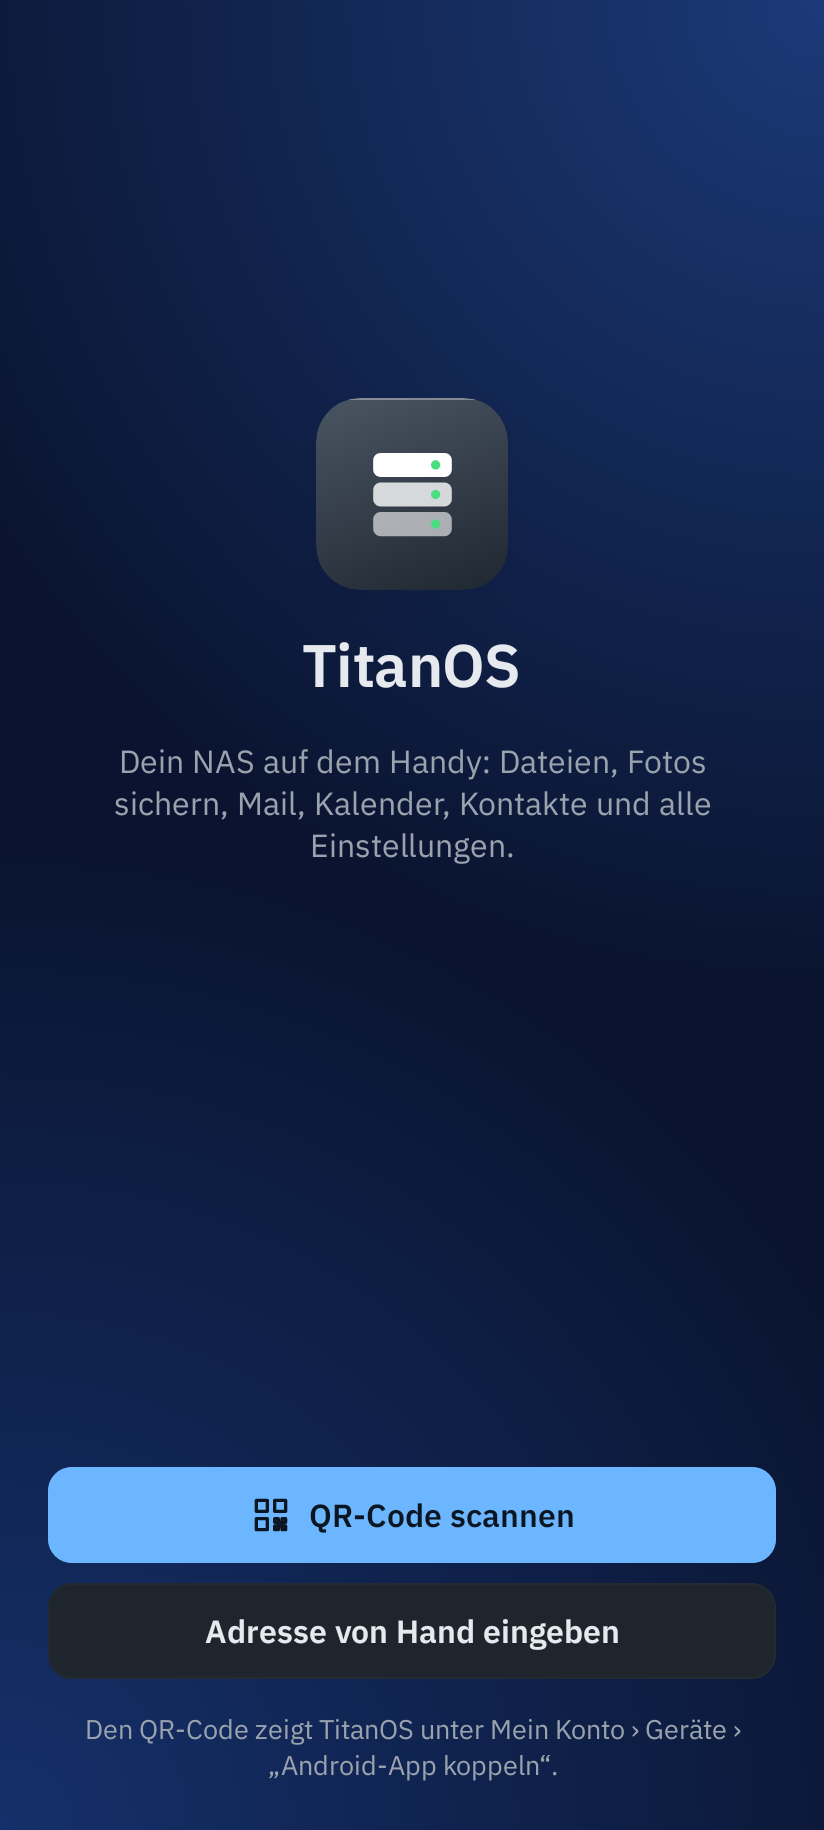 TitanOS
Dein NAS auf dem Handy: Dateien, Fotos
sichern, Mail, Kalender, Kontakte und alle
Einstellungen.
QR-Code scannen
Adresse von Hand eingeben
Den QR-Code zeigt TitanOS unter Mein Konto › Geräte ›
„Android-App koppeln“.